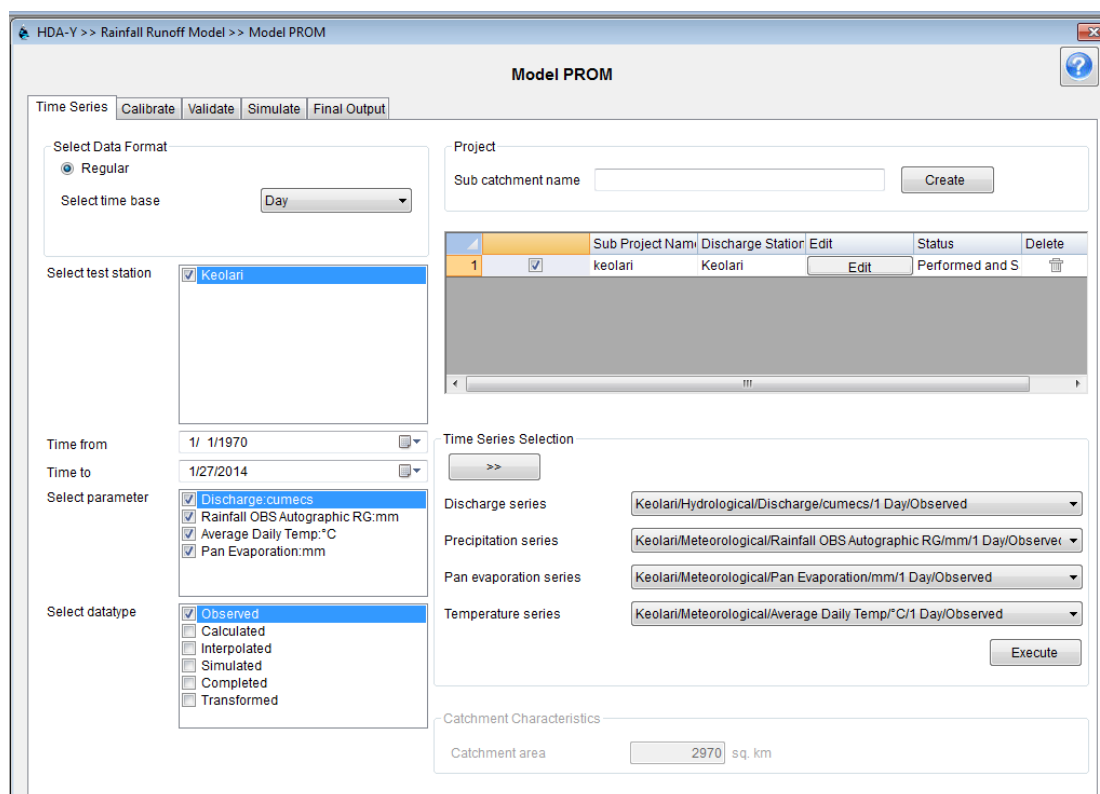 HDA-Y >> Rainfall Runoff Model >> Model PROM
Model PROM
Time Series Calibrate Validate Simulate Final Output
Select Data Format
Regular
Select time base Day
Select test station Keolari
Time from 1/ 1/1970
Time to 1/27/2014
Select parameter Discharge:cumecs
Rainfall OBS Autographic RG:mm
Average Daily Temp:°C
Pan Evaporation:mm
Select datatype Observed
Calculated
Interpolated
Simulated
Completed
Transformed
Project
Sub catchment name Create
Sub Project Nam Discharge Station Edit Status Delete
1 keolari Keolari Edit Performed and S
Time Series Selection
>>
Discharge series Keolari/Hydrological/Discharge/cumecs/1 Day/Observed
Precipitation series Keolari/Meteorological/Rainfall OBS Autographic RG/mm/1 Day/Observed
Pan evaporation series Keolari/Meteorological/Pan Evaporation/mm/1 Day/Observed
Temperature series Keolari/Meteorological/Average Daily Temp/°C/1 Day/Observed
Execute
Catchment Characteristics
Catchment area 2970 sq. km